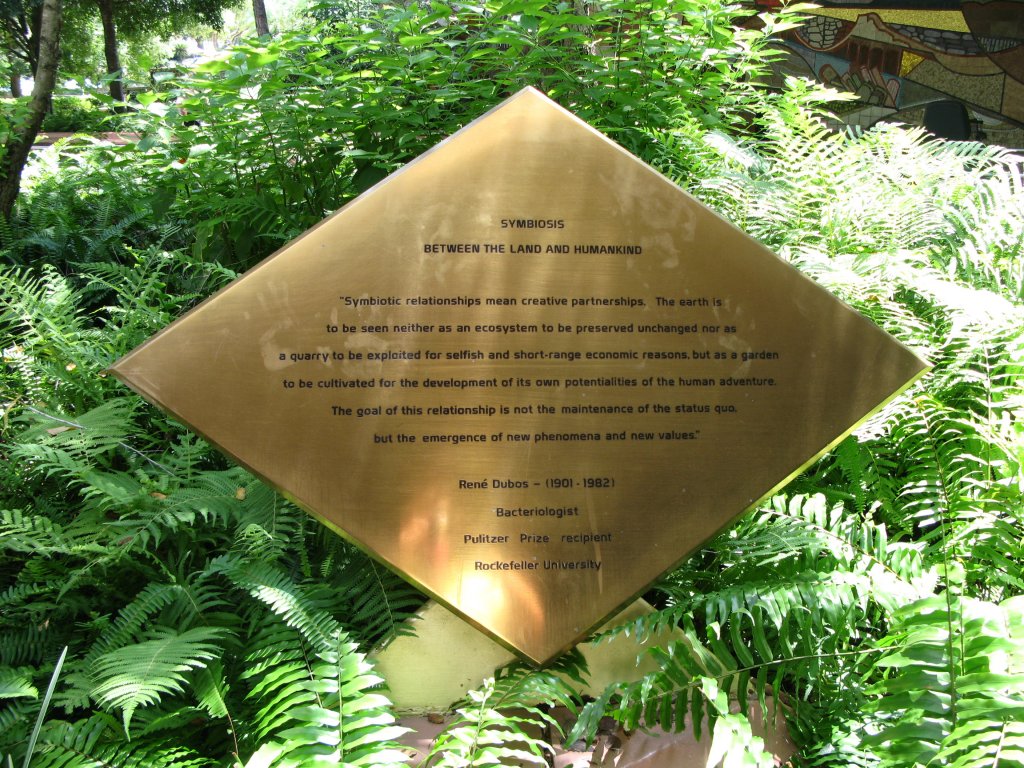 SYMBIOSIS
BETWEEN THE LAND AND HUMANKIND
"Symbiotic relationships mean creative partnerships. The earth is
to be seen neither as an ecosystem to be preserved unchanged nor as
a quarry to be exploited for selfish and short-range economic reasons, but as a garden
to be cultivated for the development of its own potentialities of the human adventure.
The goal of this relationship is not the maintenance of the status quo,
but the emergence of new phenomena and new values."
René Dubos – (1901 - 1982)
Bacteriologist
Pulitzer Prize recipient
Rockefeller University